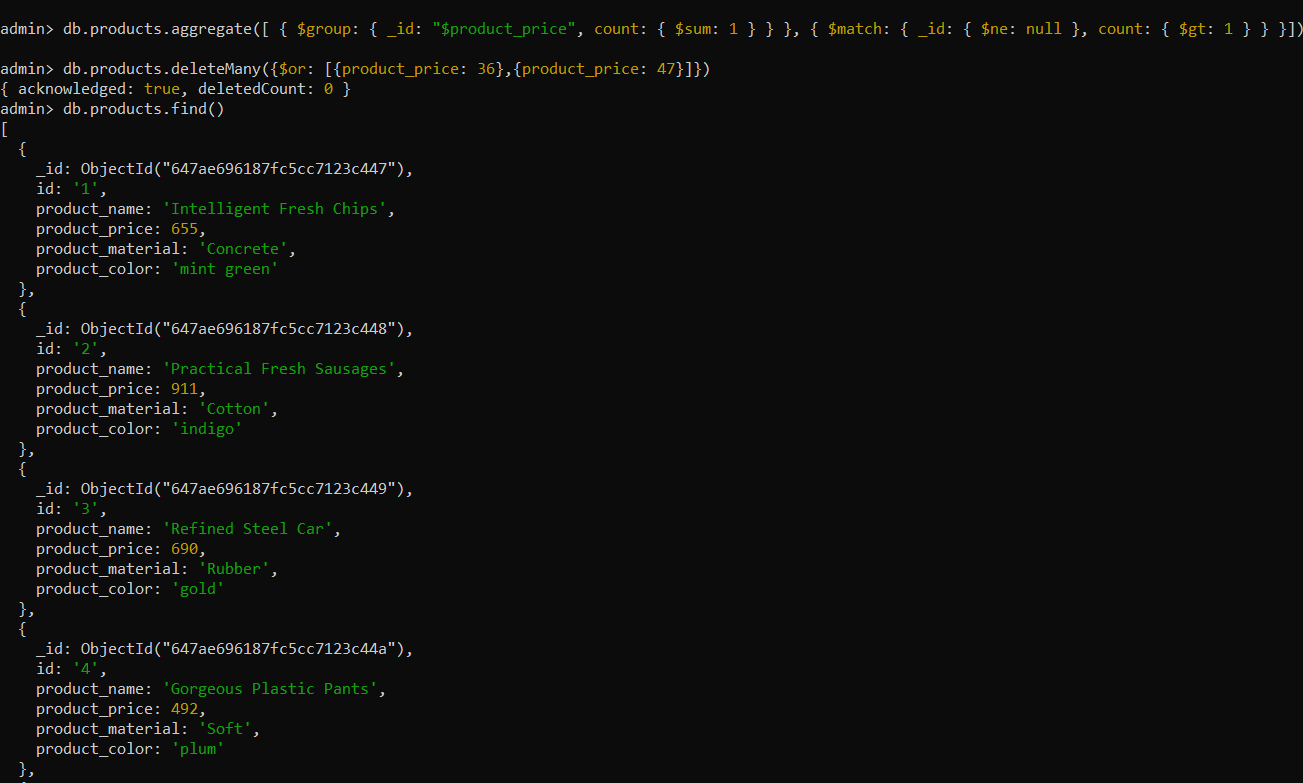 admin> db.products.aggregate([ { $group: { _id: "$product_price", count: { $sum: 1 } } }, { $match: { _id: { $ne: null }, count: { $gt: 1 } } }])
admin> db.products.deleteMany({$or: [{product_price: 36},{product_price: 47}]})
{ acknowledged: true, deletedCount: 0 }
admin> db.products.find()
[
  {
    _id: ObjectId("647ae696187fc5cc7123c447"),
    id: '1',
    product_name: 'Intelligent Fresh Chips',
    product_price: 655,
    product_material: 'Concrete',
    product_color: 'mint green'
  },
  {
    _id: ObjectId("647ae696187fc5cc7123c448"),
    id: '2',
    product_name: 'Practical Fresh Sausages',
    product_price: 911,
    product_material: 'Cotton',
    product_color: 'indigo'
  },
  {
    _id: ObjectId("647ae696187fc5cc7123c449"),
    id: '3',
    product_name: 'Refined Steel Car',
    product_price: 690,
    product_material: 'Rubber',
    product_color: 'gold'
  },
  {
    _id: ObjectId("647ae696187fc5cc7123c44a"),
    id: '4',
    product_name: 'Gorgeous Plastic Pants',
    product_price: 492,
    product_material: 'Soft',
    product_color: 'plum'
  },